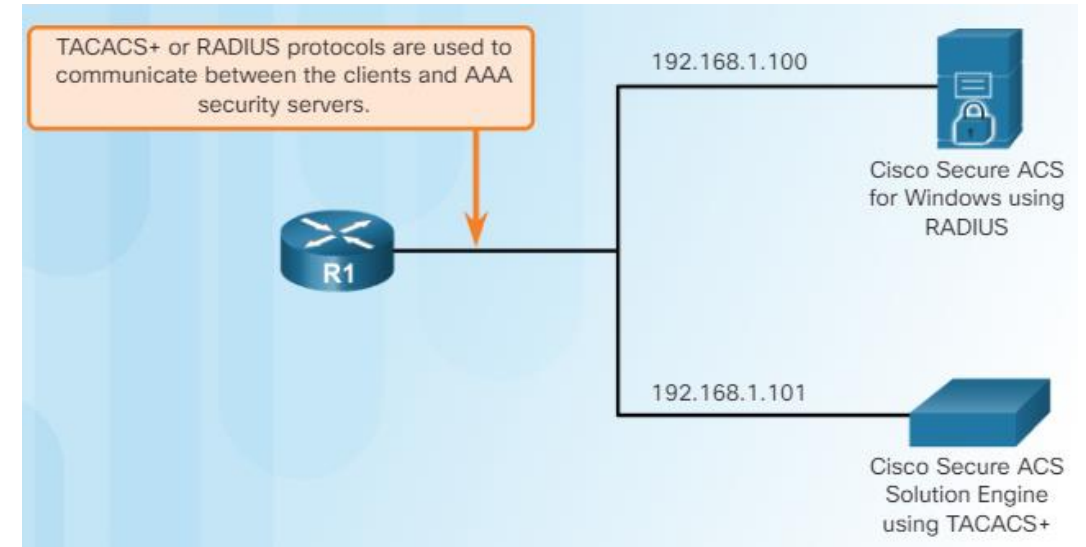 TACACS+ or RADIUS protocols are used to
communicate between the clients and AAA
security servers.
192.168.1.100
Cisco Secure ACS
for Windows using
RADIUS
R1
192.168.1.101
Cisco Secure ACS
Solution Engine
using TACACS+